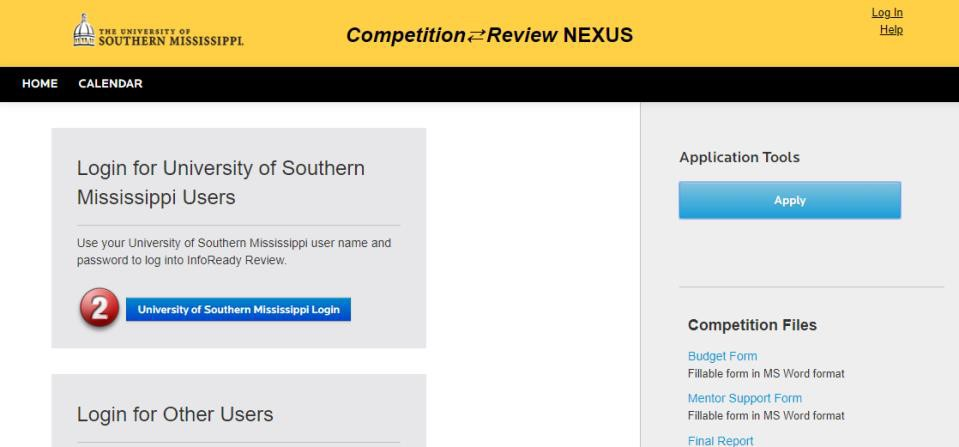 THE UNIVERSITY OF
SOUTHERN MISSISSIPPI.
Competition⇄Review NEXUS
Log In
Help
HOME CALENDAR
Login for University of Southern
Mississippi Users
Use your University of Southern Mississippi user name and
password to log into InfoReady Review.
2
University of Southern Mississippi Login
Login for Other Users
Application Tools
Apply
Competition Files
Budget Form
Fillable form in MS Word format
Mentor Support Form
Fillable form in MS Word format
Final Report